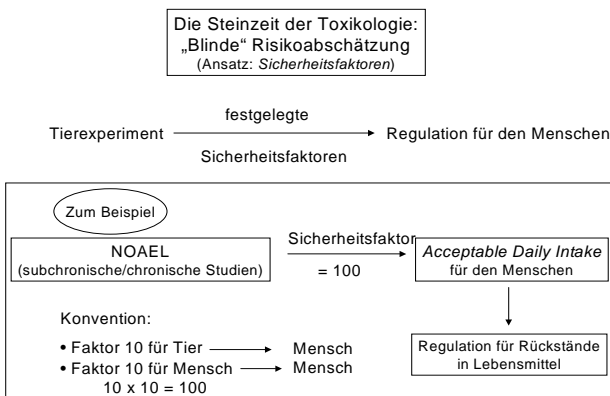 Die Steinzeit der Toxikologie:
„Blinde“ Risikoabschätzung
(Ansatz: Sicherheitsfaktoren)
festgelegte
Tierexperiment Regulation für den Menschen
Sicherheitsfaktoren
Zum Beispiel
NOAEL
(subchronische/chronische Studien)
Sicherheitsfaktor
= 100
Acceptable Daily Intake
für den Menschen
Konvention:
• Faktor 10 für Tier Mensch
• Faktor 10 für Mensch Mensch
10 x 10 = 100
Regulation für Rückstände
in Lebensmittel